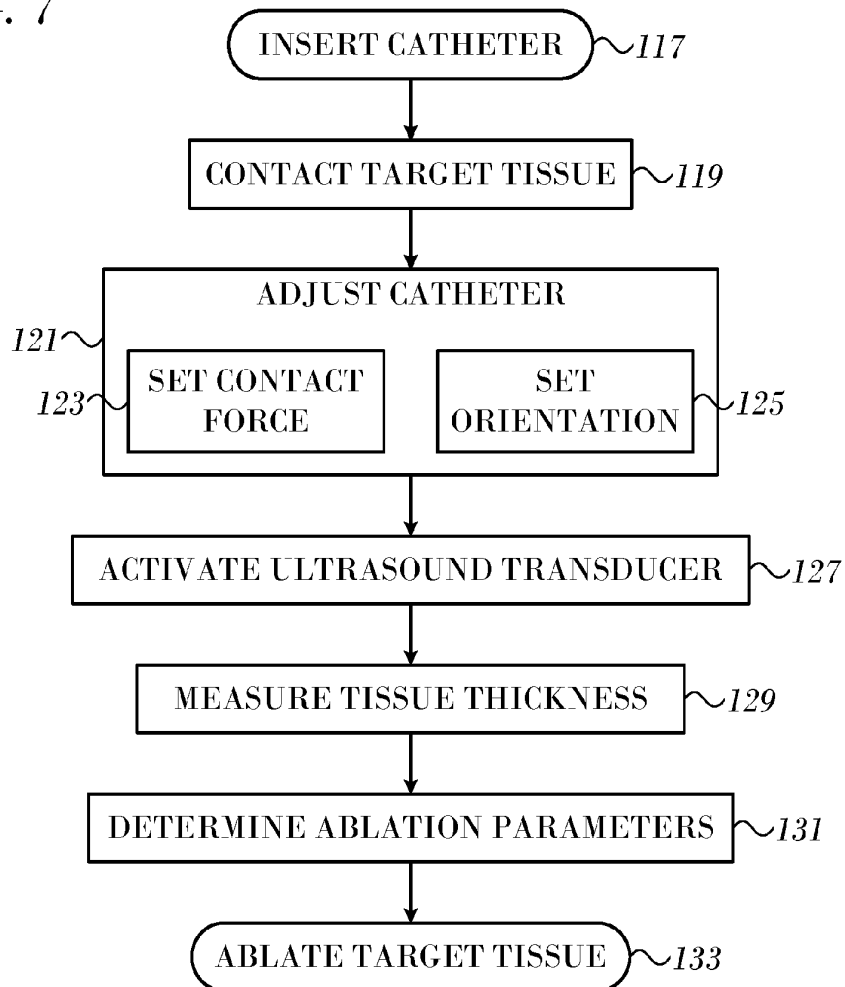 . 7
INSERT CATHETER 117
CONTACT TARGET TISSUE 119
ADJUST CATHETER
121
SET CONTACT SET
123 FORCE ORIENTATION 125
ACTIVATE ULTRASOUND TRANSDUCER 127
MEASURE TISSUE THICKNESS 129
DETERMINE ABLATION PARAMETERS 131
ABLATE TARGET TISSUE 133